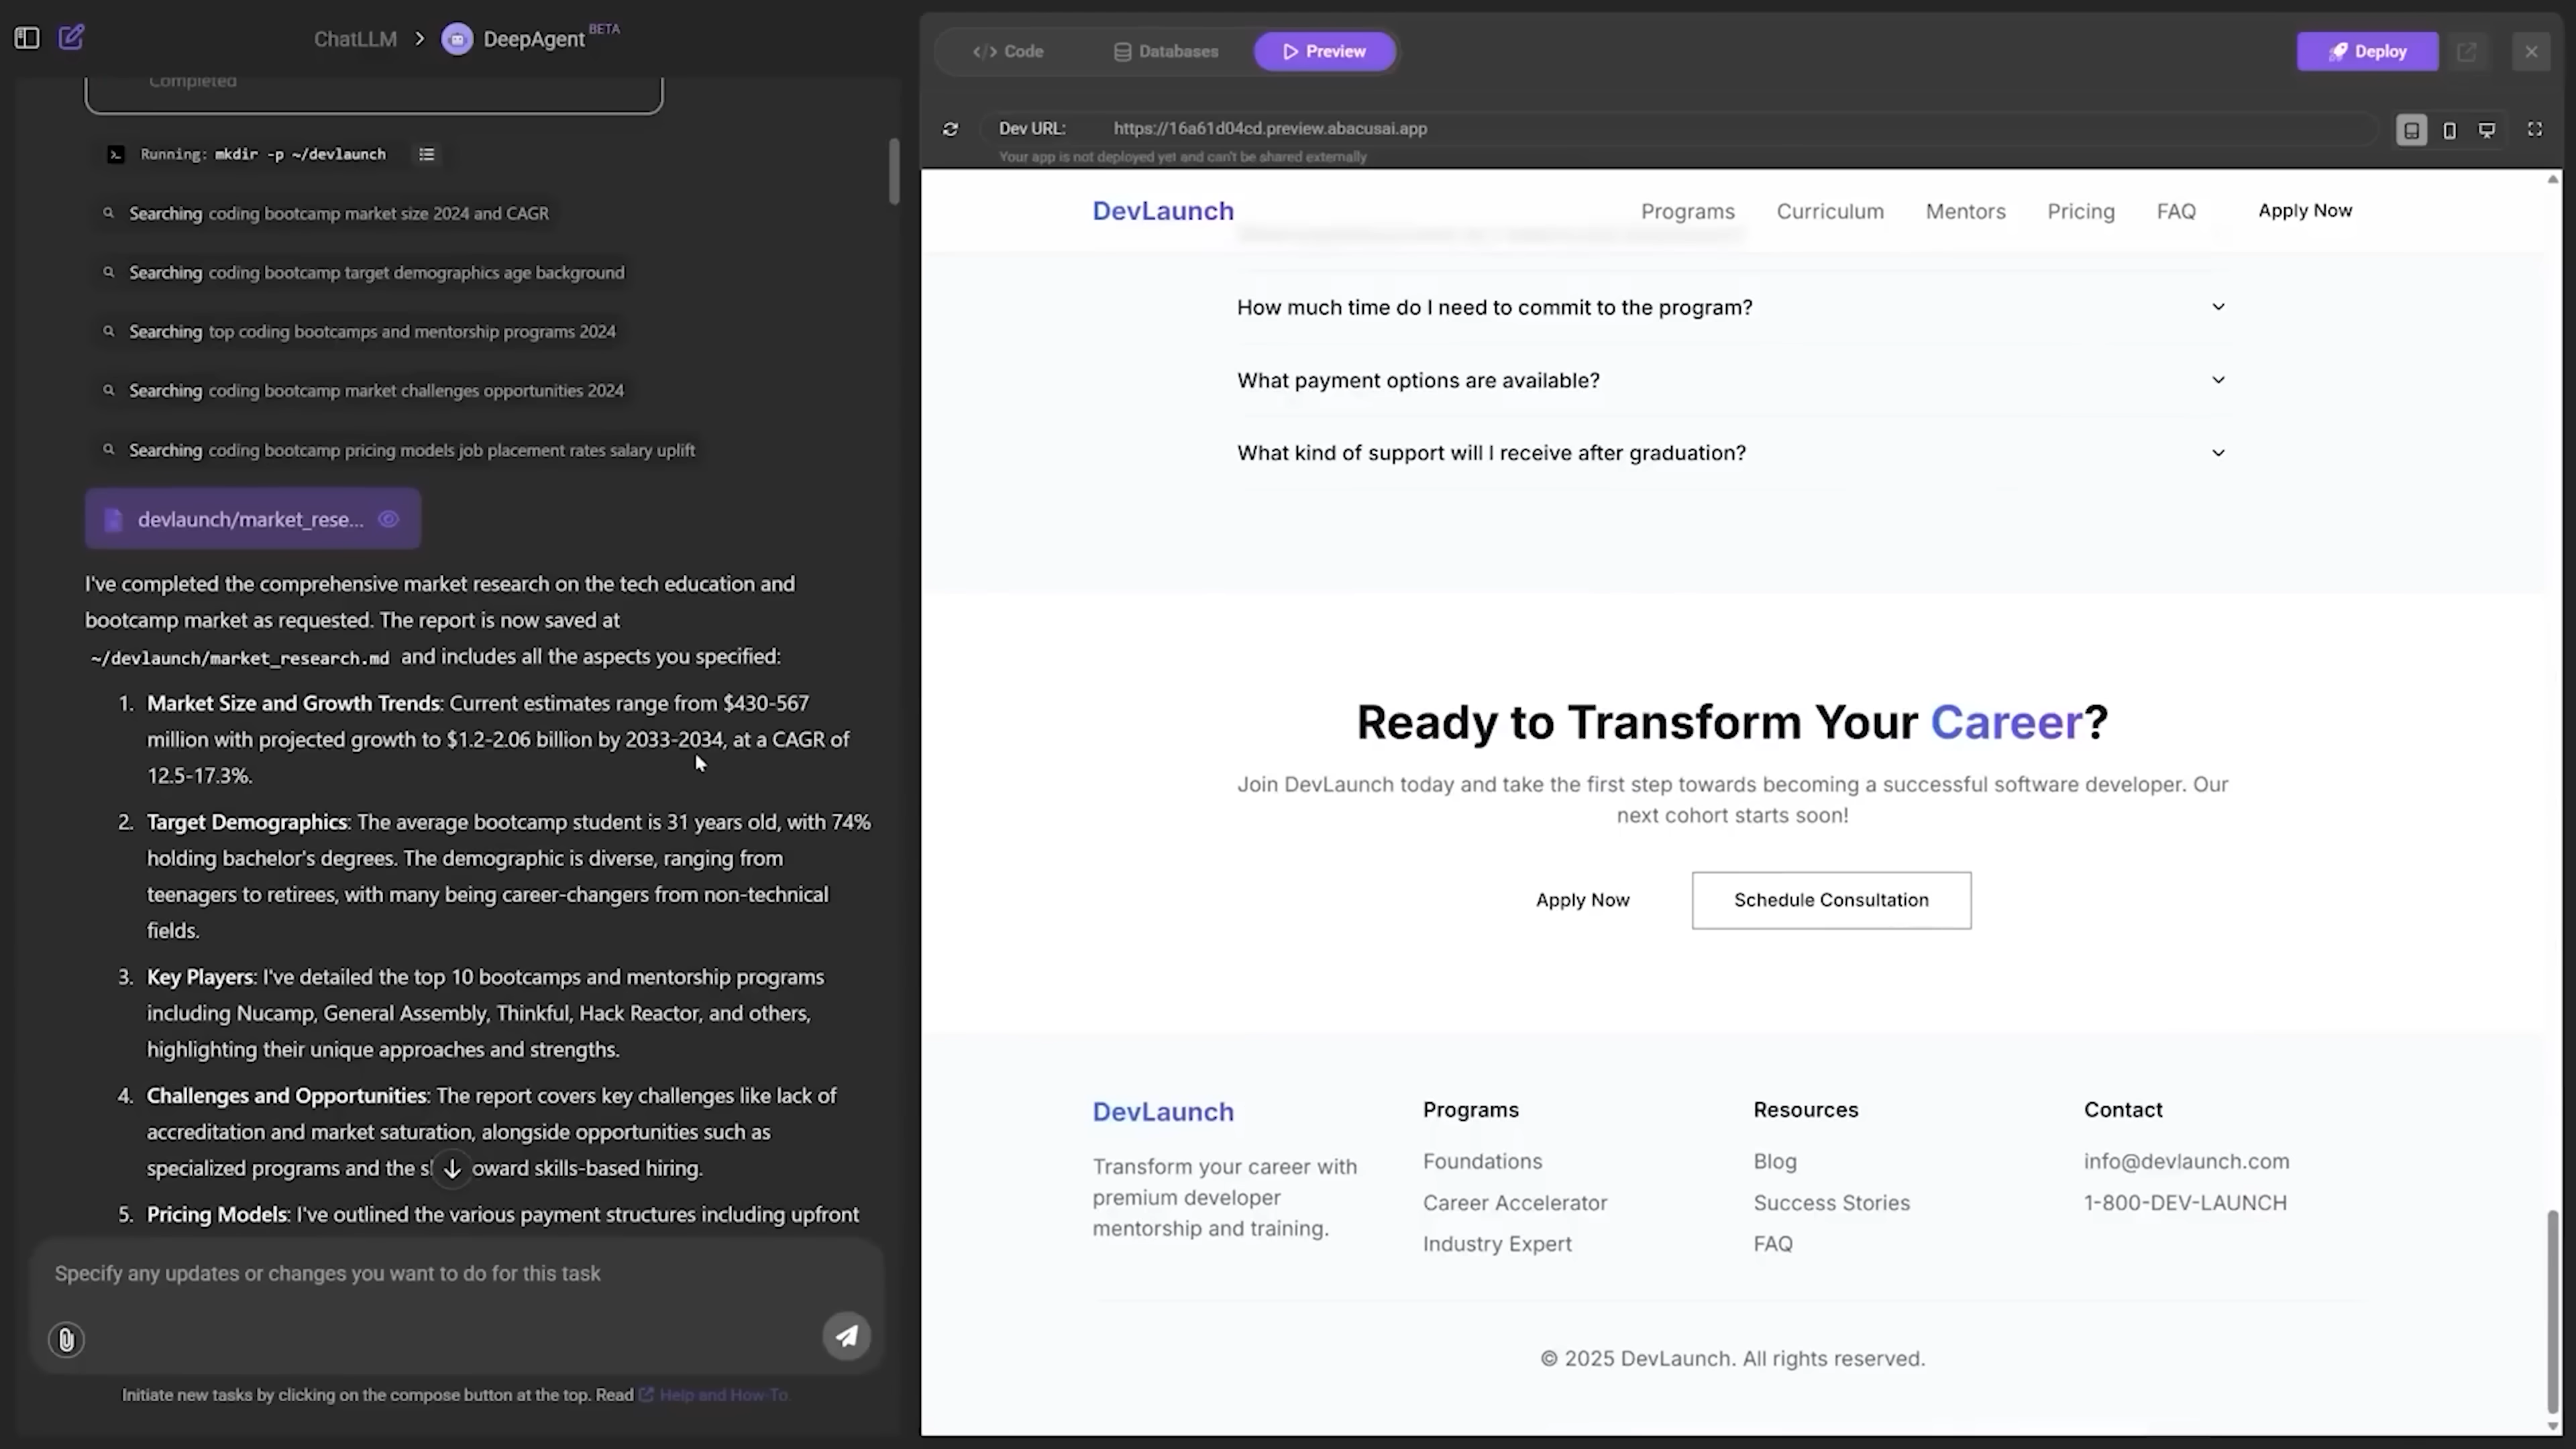 ChatLLM > DeepAgent BETA
Completed
Running: mkdir -p ~/devlaunch
Searching coding bootcamp market size 2024 and CAGR
Searching coding bootcamp target demographics age background
Searching top coding bootcamps and mentorship programs 2024
Searching coding bootcamp market challenges opportunities 2024
Searching coding bootcamp pricing models job placement rates salary uplift
devlaunch/market_rese...
I've completed the comprehensive market research on the tech education and
bootcamp market as requested. The report is now saved at
~/devlaunch/market_research.md and includes all the aspects you specified:
1. Market Size and Growth Trends: Current estimates range from $430-567
million with projected growth to $1.2-2.06 billion by 2033-2034, at a CAGR of
12.5-17.3%.
2. Target Demographics: The average bootcamp student is 31 years old, with 74%
holding bachelor's degrees. The demographic is diverse, ranging from
teenagers to retirees, with many being career-changers from non-technical
fields.
3. Key Players: I've detailed the top 10 bootcamps and mentorship programs
including Nucamp, General Assembly, Thinkful, Hack Reactor, and others,
highlighting their unique approaches and strengths.
4. Challenges and Opportunities: The report covers key challenges like lack of
accreditation and market saturation, alongside opportunities such as
specialized programs and the oward skills-based hiring.
5. Pricing Models: I've outlined the various payment structures including upfront
Specify any updates or changes you want to do for this task
Initiate new tasks by clicking on the compose button at the top. Read Help and How-To
</> Code
Databases
Preview
Deploy
Dev URL: https://16a61d04cd.preview.abacusai.app
Your app is not deployed yet and can't be shared externally
DevLaunch
Programs
Curriculum
Mentors
Pricing
FAQ
Apply Now
How much time do I need to commit to the program?
What payment options are available?
What kind of support will I receive after graduation?
Ready to Transform Your Career?
Join DevLaunch today and take the first step towards becoming a successful software developer. Our
next cohort starts soon!
Apply Now
Schedule Consultation
DevLaunch
Transform your career with
premium developer
mentorship and training.
Programs
Foundations
Career Accelerator
Industry Expert
Resources
Blog
Success Stories
FAQ
Contact
info@devlaunch.com
1-800-DEV-LAUNCH
© 2025 DevLaunch. All rights reserved.